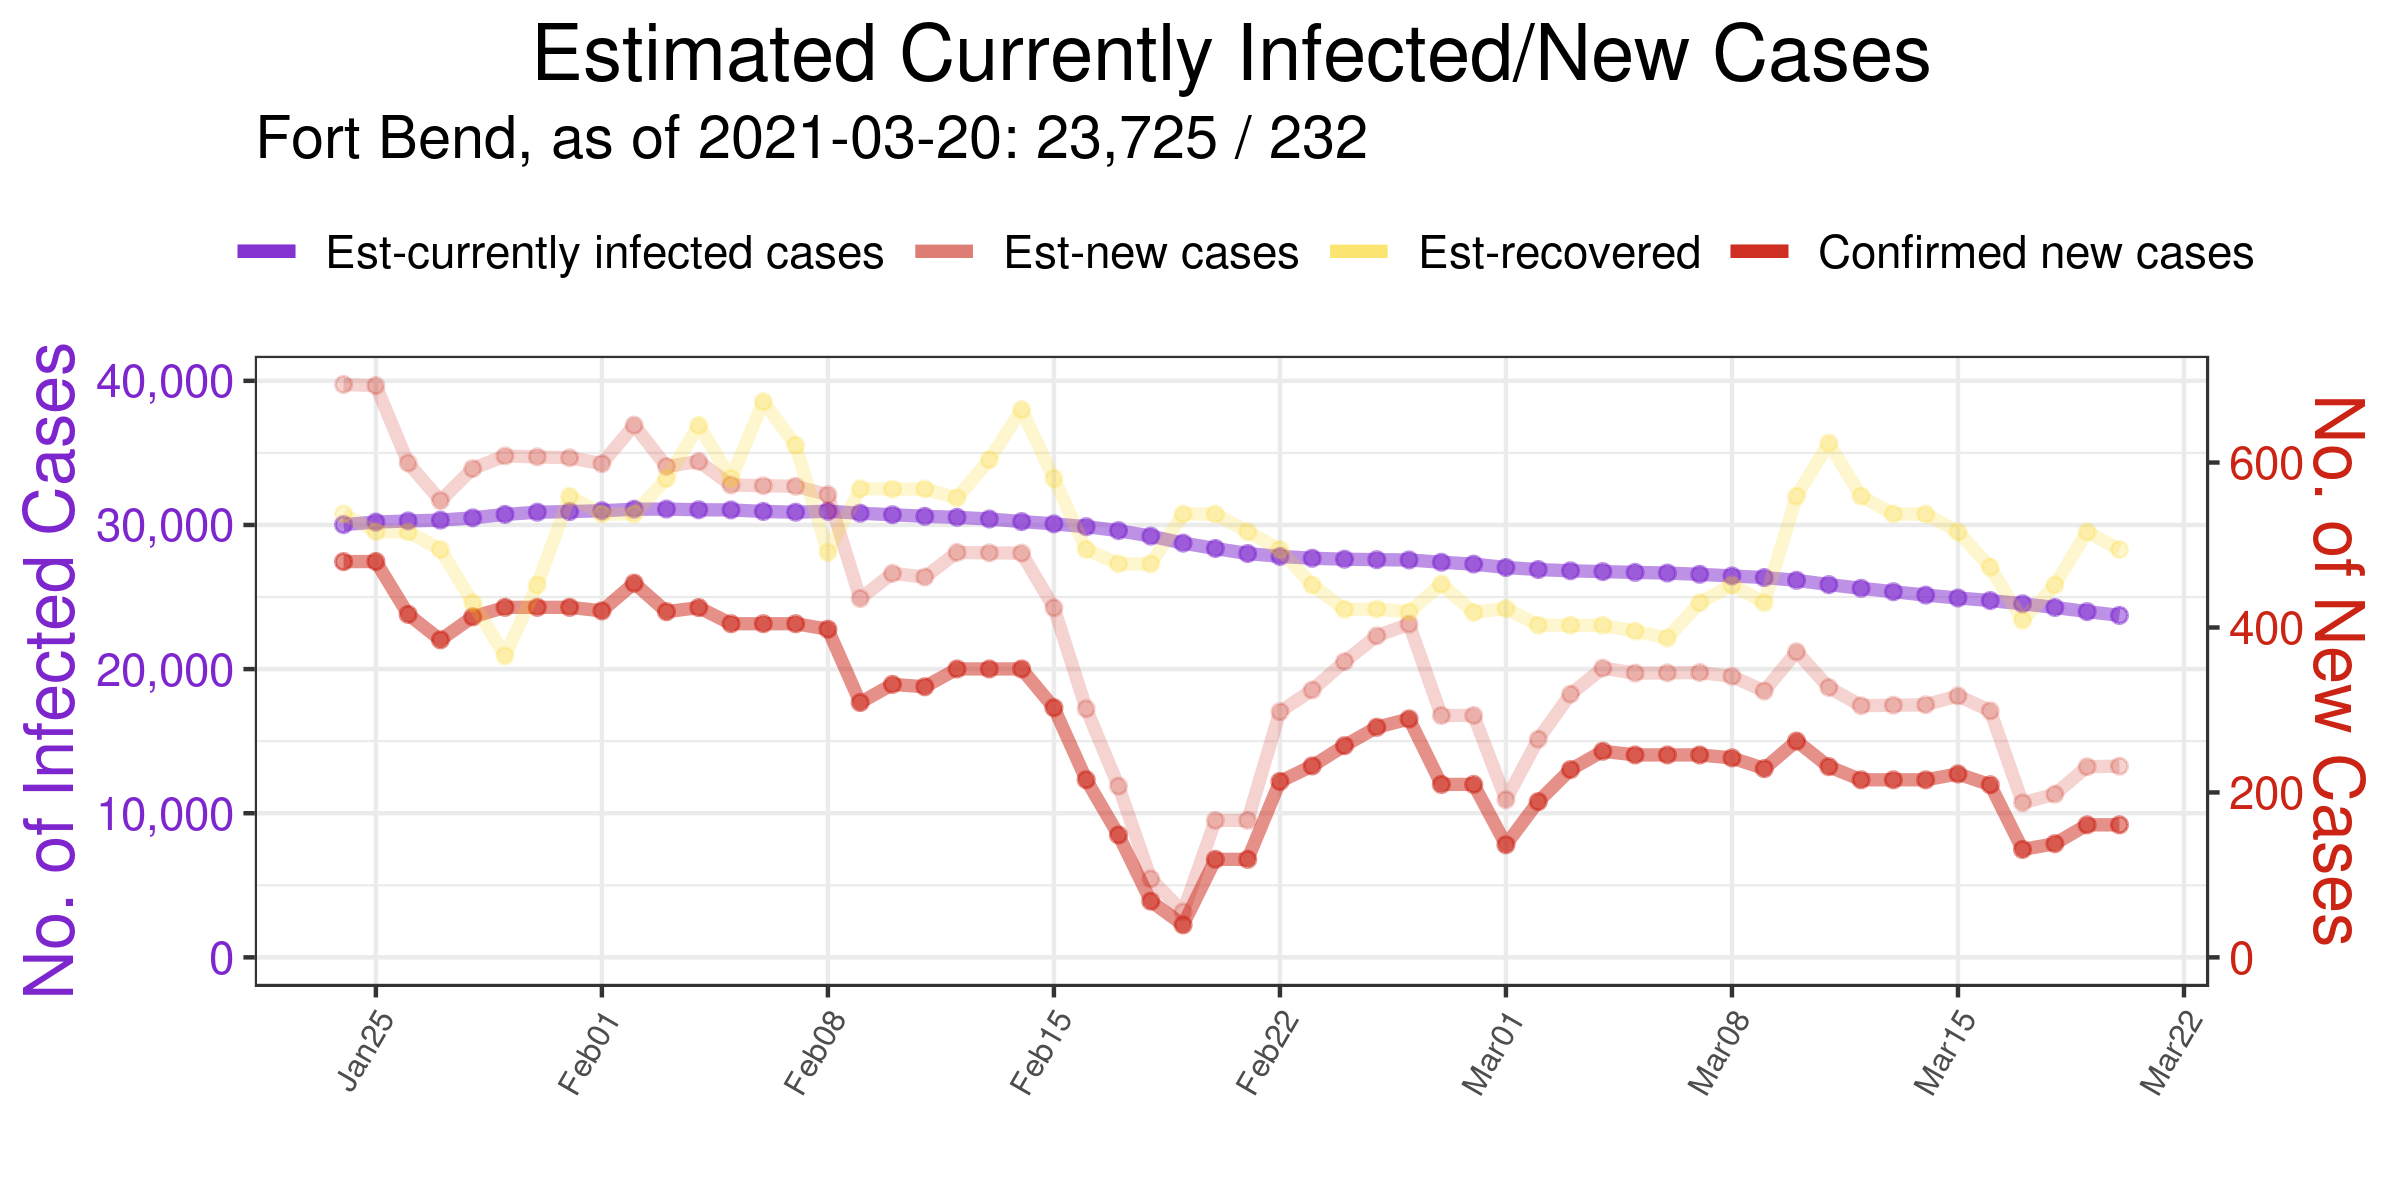 Estimated Currently Infected/New Cases
Fort Bend, as of 2021-03-20: 23,725 / 232
Est-currently infected cases Est-new cases Est-recovered Confirmed new cases
No. of Infected Cases
40,000
30,000
20,000
10,000
0
600
400
200
0
No. of New Cases
Jan25 Feb01 Feb08 Feb15 Feb22 Mar01 Mar08 Mar15 Mar22